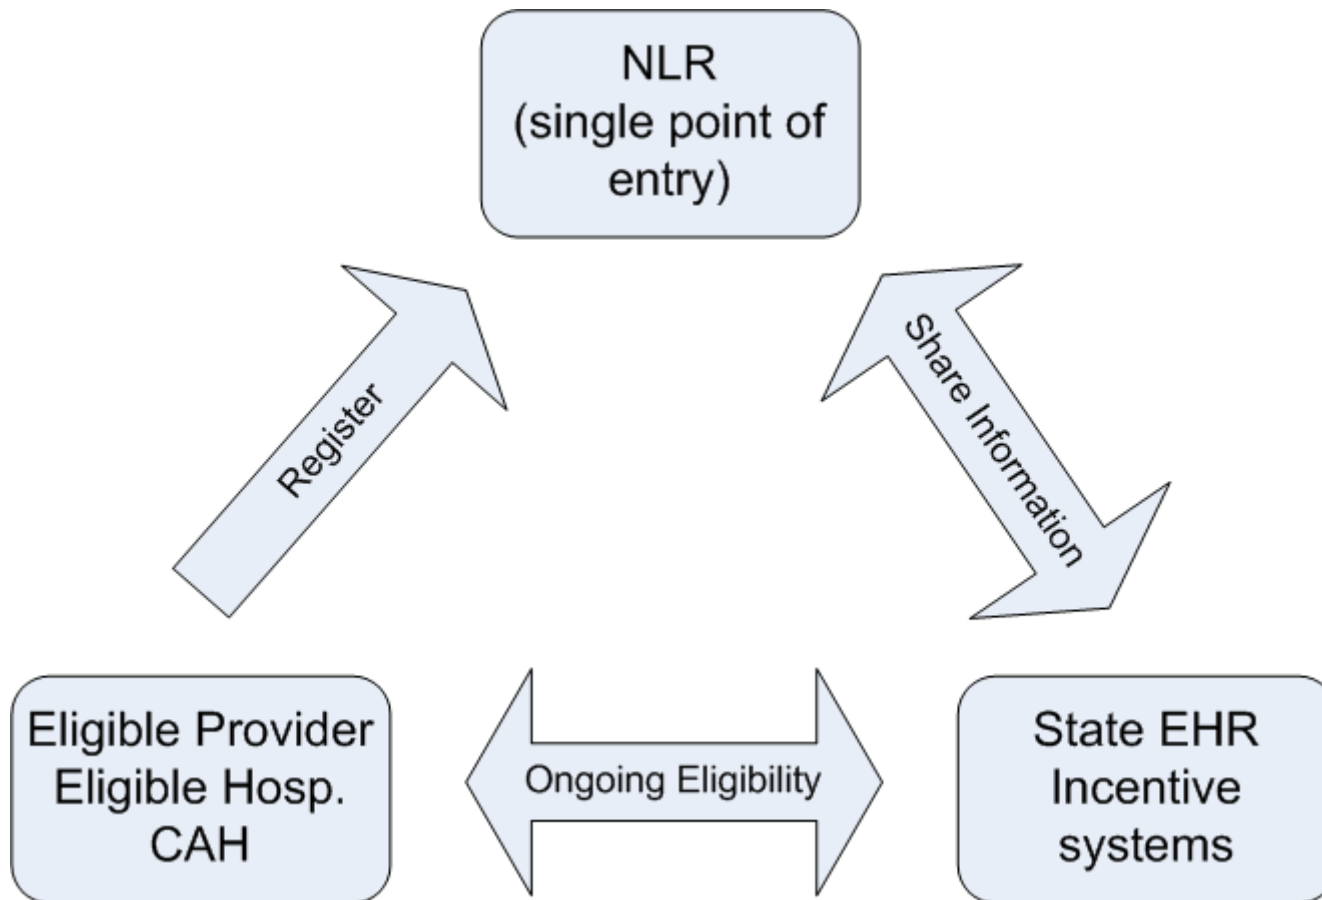 NLR
(single point of
entry)
Register
Share Information
Eligible Provider
Eligible Hosp.
CAH
Ongoing Eligibility
State EHR
Incentive
systems